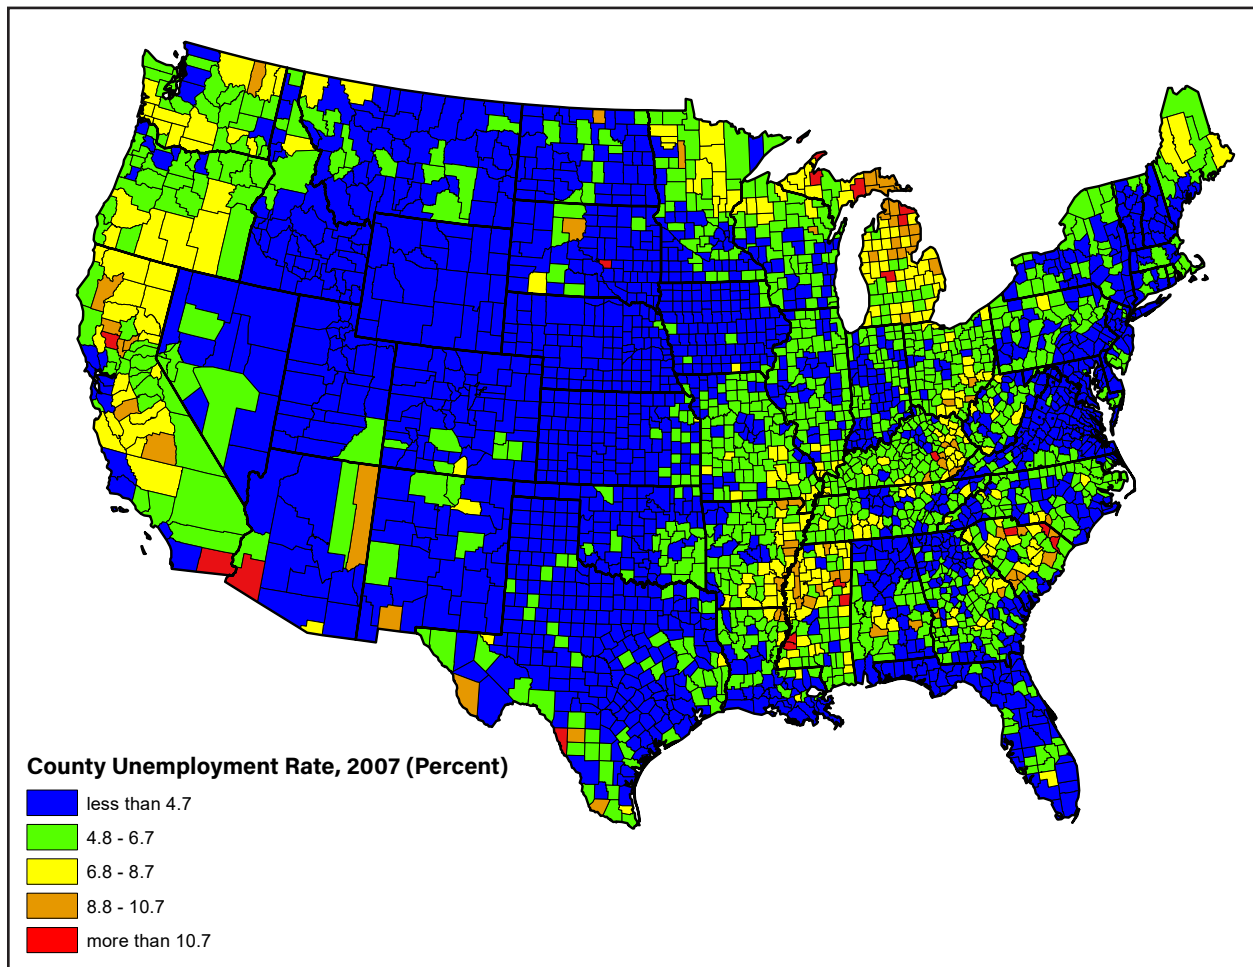 County Unemployment Rate, 2007 (Percent)
less than 4.7
4.8 - 6.7
6.8 - 8.7
8.8 - 10.7
more than 10.7